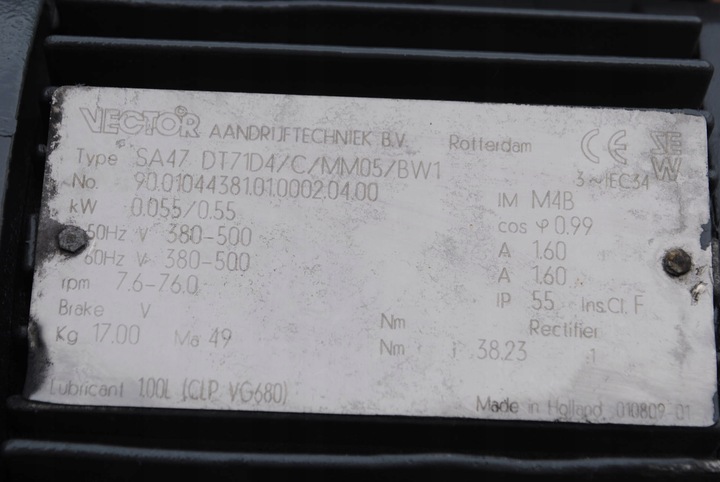 VECTOR AANDRIJFTECHNIEK B.V. Rotterdam CE SEW
Type SA47 DT71D4/C/MM05/BW1 3~IEC34
No. 90.0104438101.0002.04.00 IM M4B
kW 0.055/0.55 cos φ 0.99
50Hz V 380-500 A 1.60
60Hz V 380-500 A 1.60
rpm 7.6-76.0 IP 55 Ins.Cl. F
Brake V Nm Rectifier
Kg 17.00 Ma 49 Nm i 38.23 :1
Lubricant 1.00L (CLP VG680) Made in Holland 010809-01